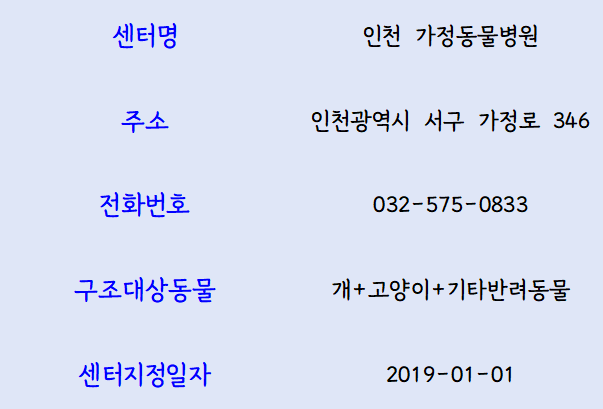 센터명 인천 가정동물병원
주소 인천광역시 서구 가정로 346
전화번호 032-575-0833
구조대상동물 개+고양이+기타반려동물
센터지정일자 2019-01-01